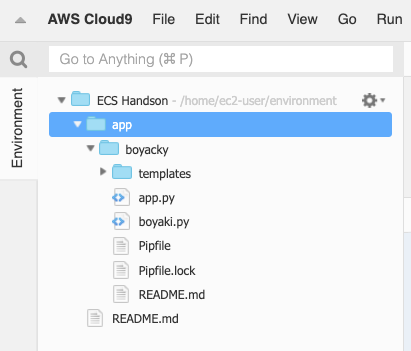 AWS Cloud9 File Edit Find View Go Run
Go to Anything (⌘ P)
Environment
ECS Handson - /home/ec2-user/environment
app
boyacky
templates
app.py
boyaki.py
Pipfile
Pipfile.lock
README.md
README.md